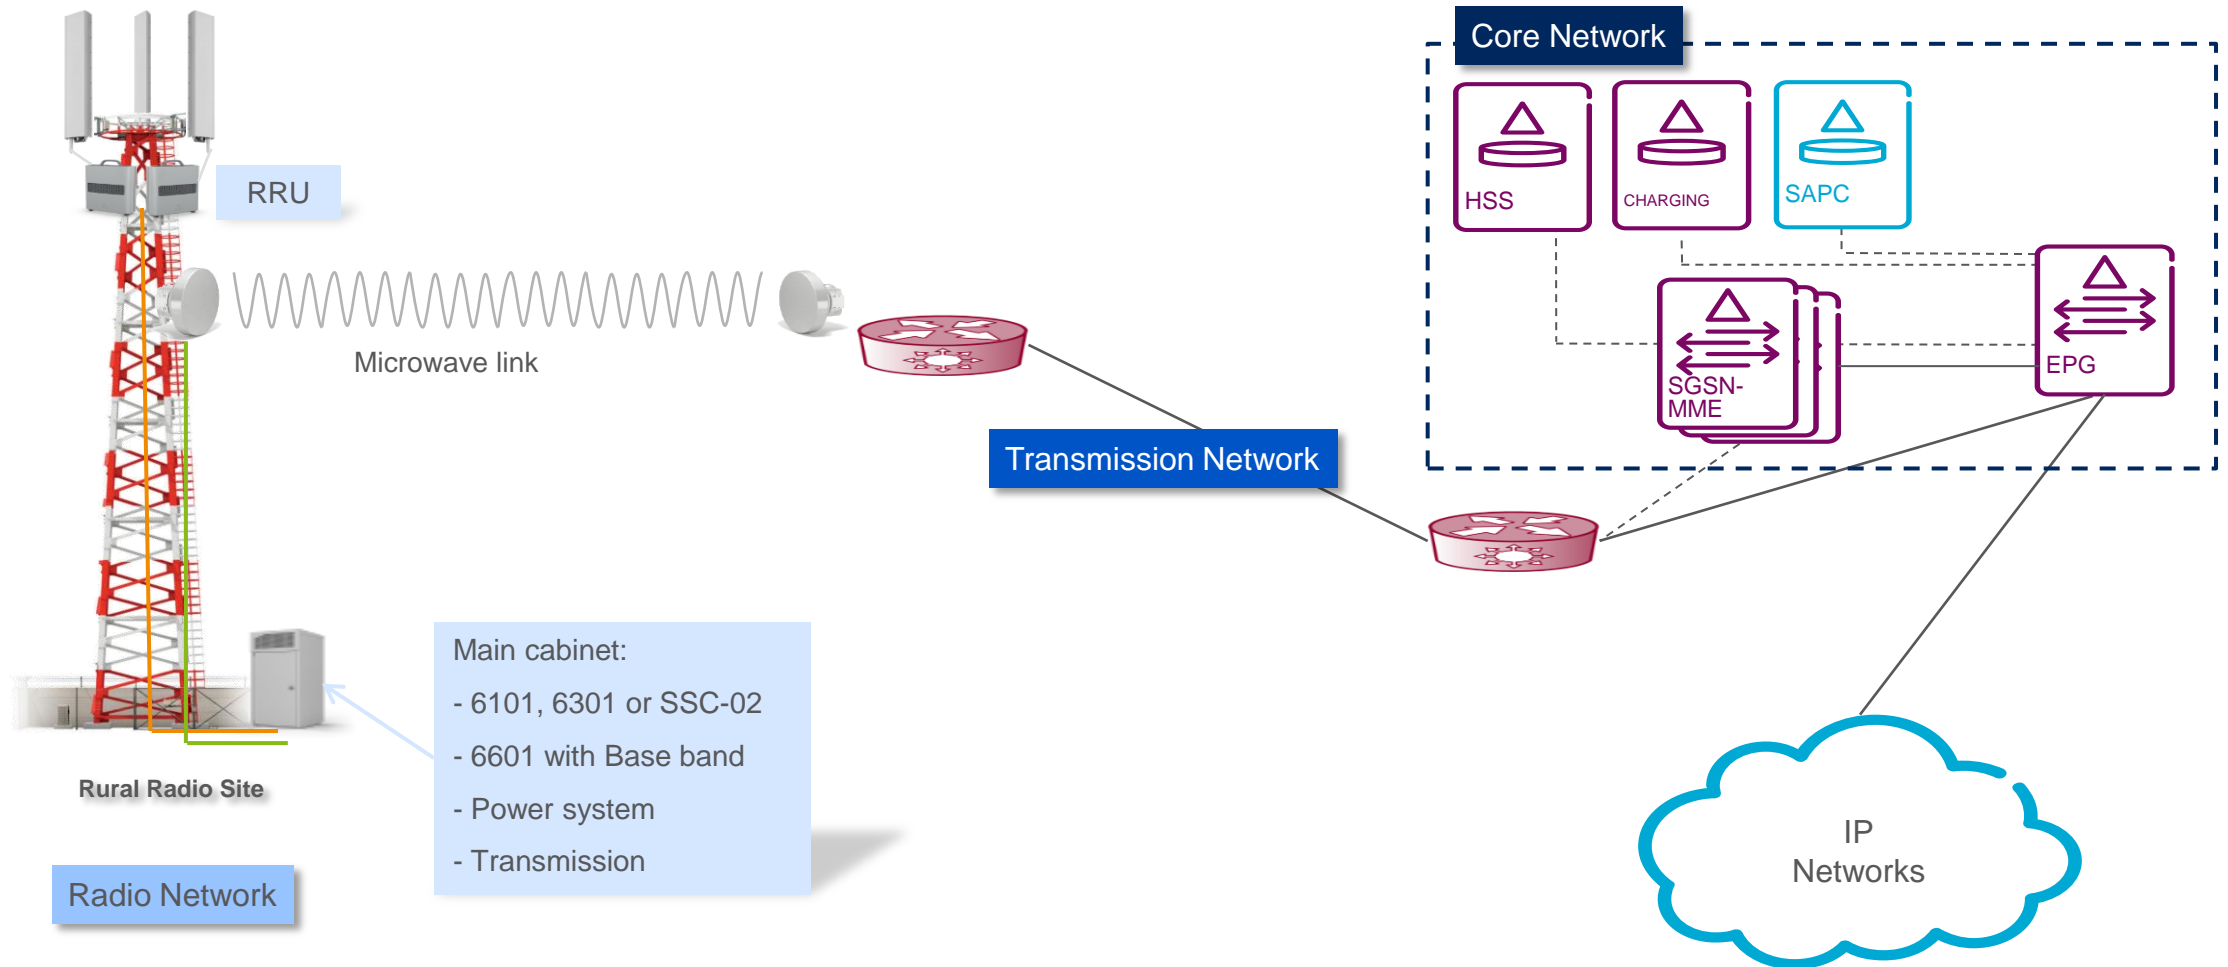 Core Network
HSS
CHARGING
SAPC
RRU
Microwave link
SGSN-
MME
EPG
Transmission Network
Main cabinet:
- 6101, 6301 or SSC-02
- 6601 with Base band
- Power system
- Transmission
Rural Radio Site
Radio Network
IP
Networks